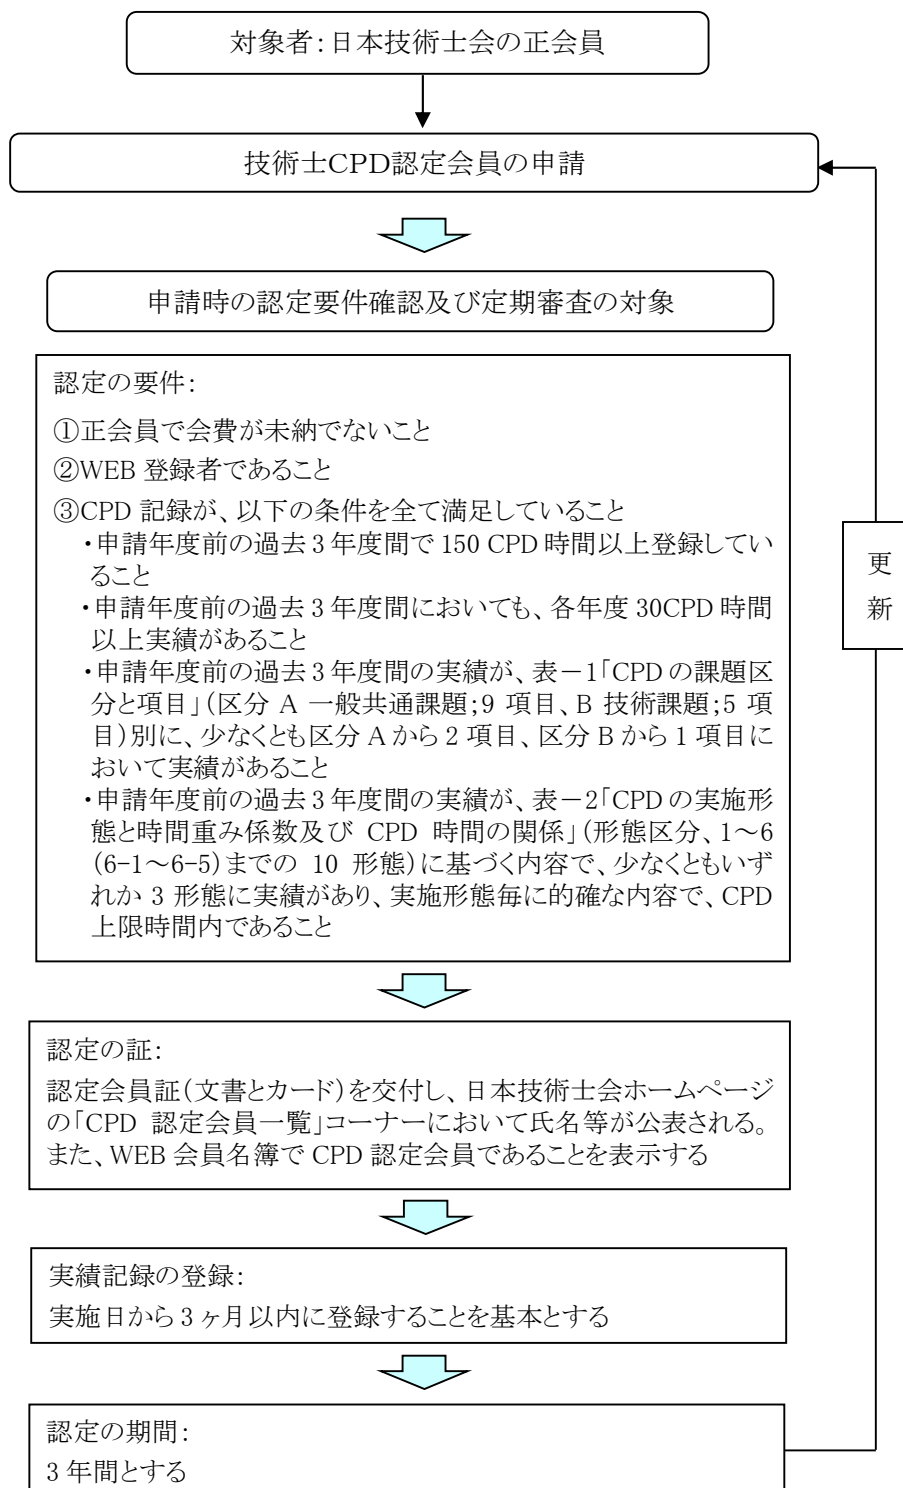 対象者：日本技術士会の正会員
技術士CPD認定会員の申請
申請時の認定要件確認及び定期審査の対象
認定の要件：
①正会員で会費が未納でないこと
②WEB 登録者であること
③CPD 記録が、以下の条件を全て満足していること
・申請年度前の過去 3 年度間で 150 CPD 時間以上登録してい
ること
・申請年度前の過去 3 年度間においても、各年度 30CPD 時間
以上実績があること
・申請年度前の過去 3 年度間の実績が、表－1「CPD の課題区
分と項目」（区分 A 一般共通課題；9 項目、B 技術課題；5 項
目）別に、少なくとも区分 A から 2 項目、区分 B から 1 項目に
おいて実績があること
・申請年度前の過去 3 年度間の実績が、表－2「CPD の実施形
態と時間重み係数及び CPD 時間の関係」（形態区分、1～6
(6-1～6-5)までの 10 形態）に基づく内容で、少なくともいず
れか 3 形態に実績があり、実施形態毎に的確な内容で、CPD
上限時間内であること
更
新
認定の証：
認定会員証（文書とカード）を交付し、日本技術士会ホームページ
の「CPD 認定会員一覧」コーナーにおいて氏名等が公表される。
また、WEB 会員名簿で CPD 認定会員であることを表示する
実績記録の登録：
実施日から 3 ヶ月以内に登録することを基本とする
認定の期間：
3 年間とする